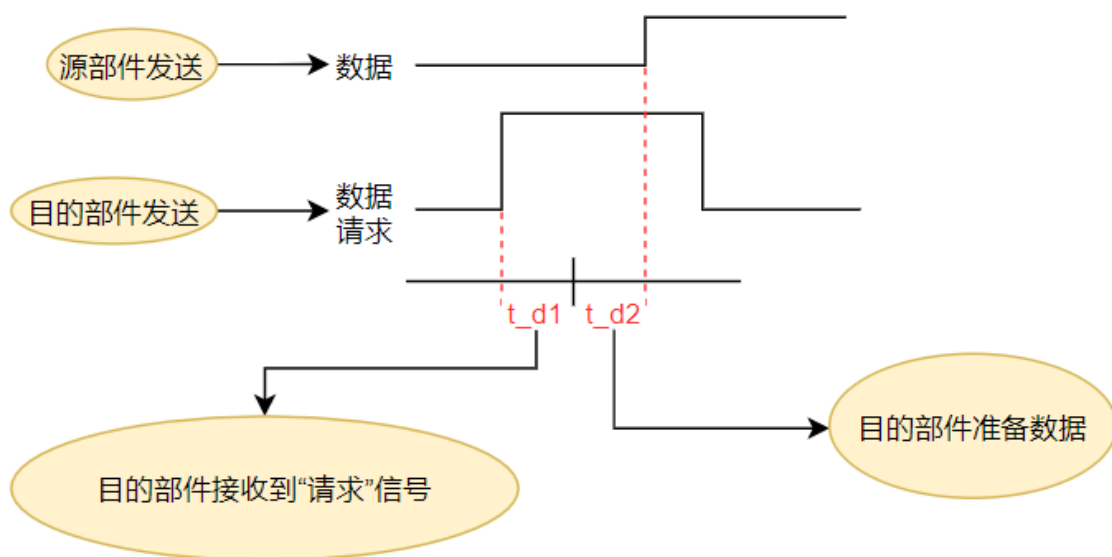 源部件发送
数据
目的部件发送
数据
请求
t_d1
t_d2
目的部件准备数据
目的部件接收到“请求”信号